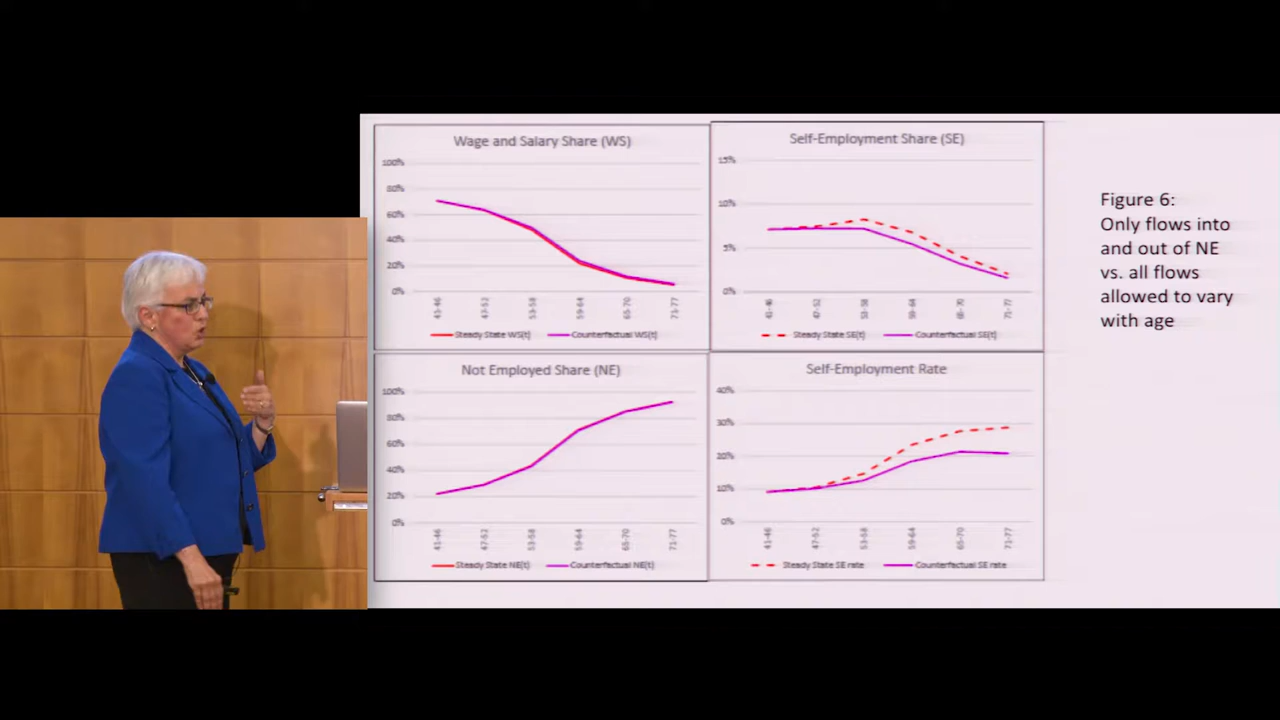 Wage and Salary Share (WS)
100%
80%
60%
40%
20%
0%
41-46
47-52
53-58
59-64
65-70
71-77
Steady State WS(t)
Counterfactual WS(t)
Self-Employment Share (SE)
15%
10%
5%
0%
41-46
47-52
53-58
59-64
65-70
71-77
Steady State SE(t)
Counterfactual SE(t)
Not Employed Share (NE)
100%
80%
60%
40%
20%
0%
41-46
47-52
53-58
59-64
65-70
71-77
Steady State NE(t)
Counterfactual NE(t)
Self-Employment Rate
40%
30%
20%
10%
0%
41-46
47-52
53-58
59-64
65-70
71-77
Steady State SE rate
Counterfactual SE rate
Figure 6:
Only flows into
and out of NE
vs. all flows
allowed to vary
with age